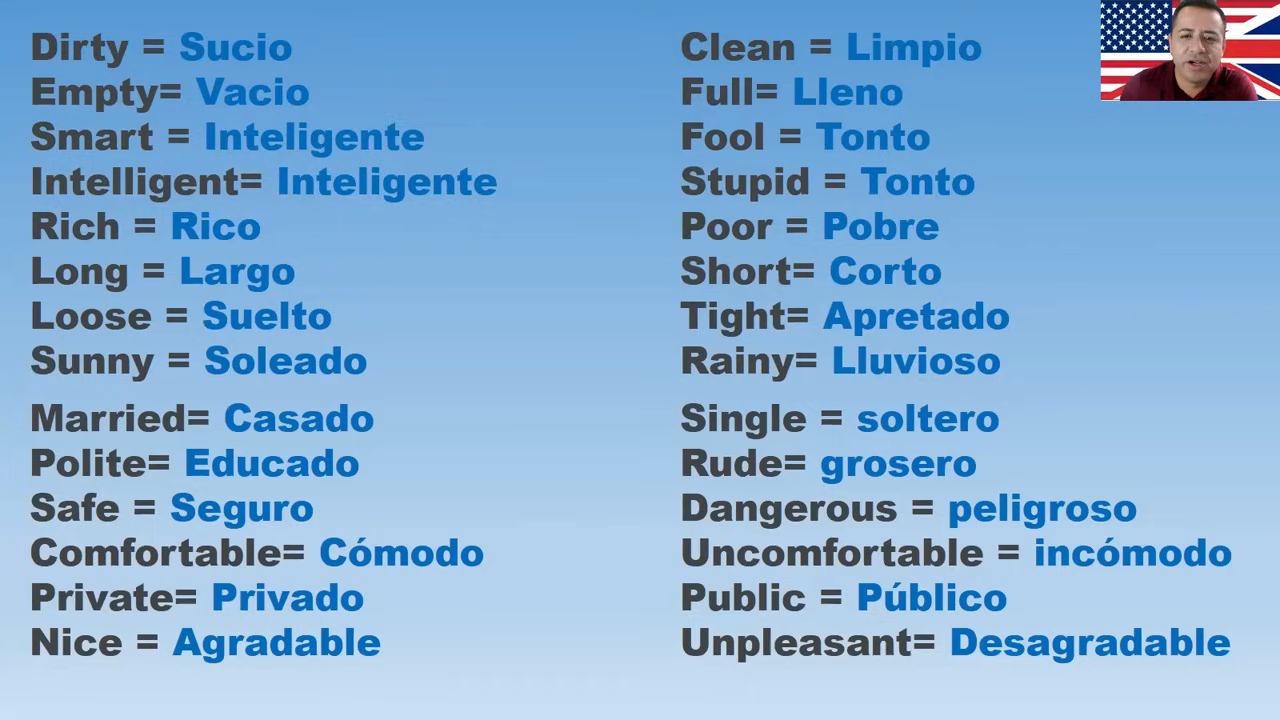 Dirty = Sucio
Empty= Vacio
Smart = Inteligente
Intelligent= Inteligente
Rich = Rico
Long = Largo
Loose = Suelto
Sunny = Soleado
Married= Casado
Polite= Educado
Safe = Seguro
Comfortable= Cómodo
Private= Privado
Nice = Agradable
Clean = Limpio
Full= Lleno
Fool = Tonto
Stupid = Tonto
Poor = Pobre
Short= Corto
Tight= Apretado
Rainy= Lluvioso
Single = soltero
Rude= grosero
Dangerous = peligroso
Uncomfortable = incómodo
Public = Público
Unpleasant= Desagradable